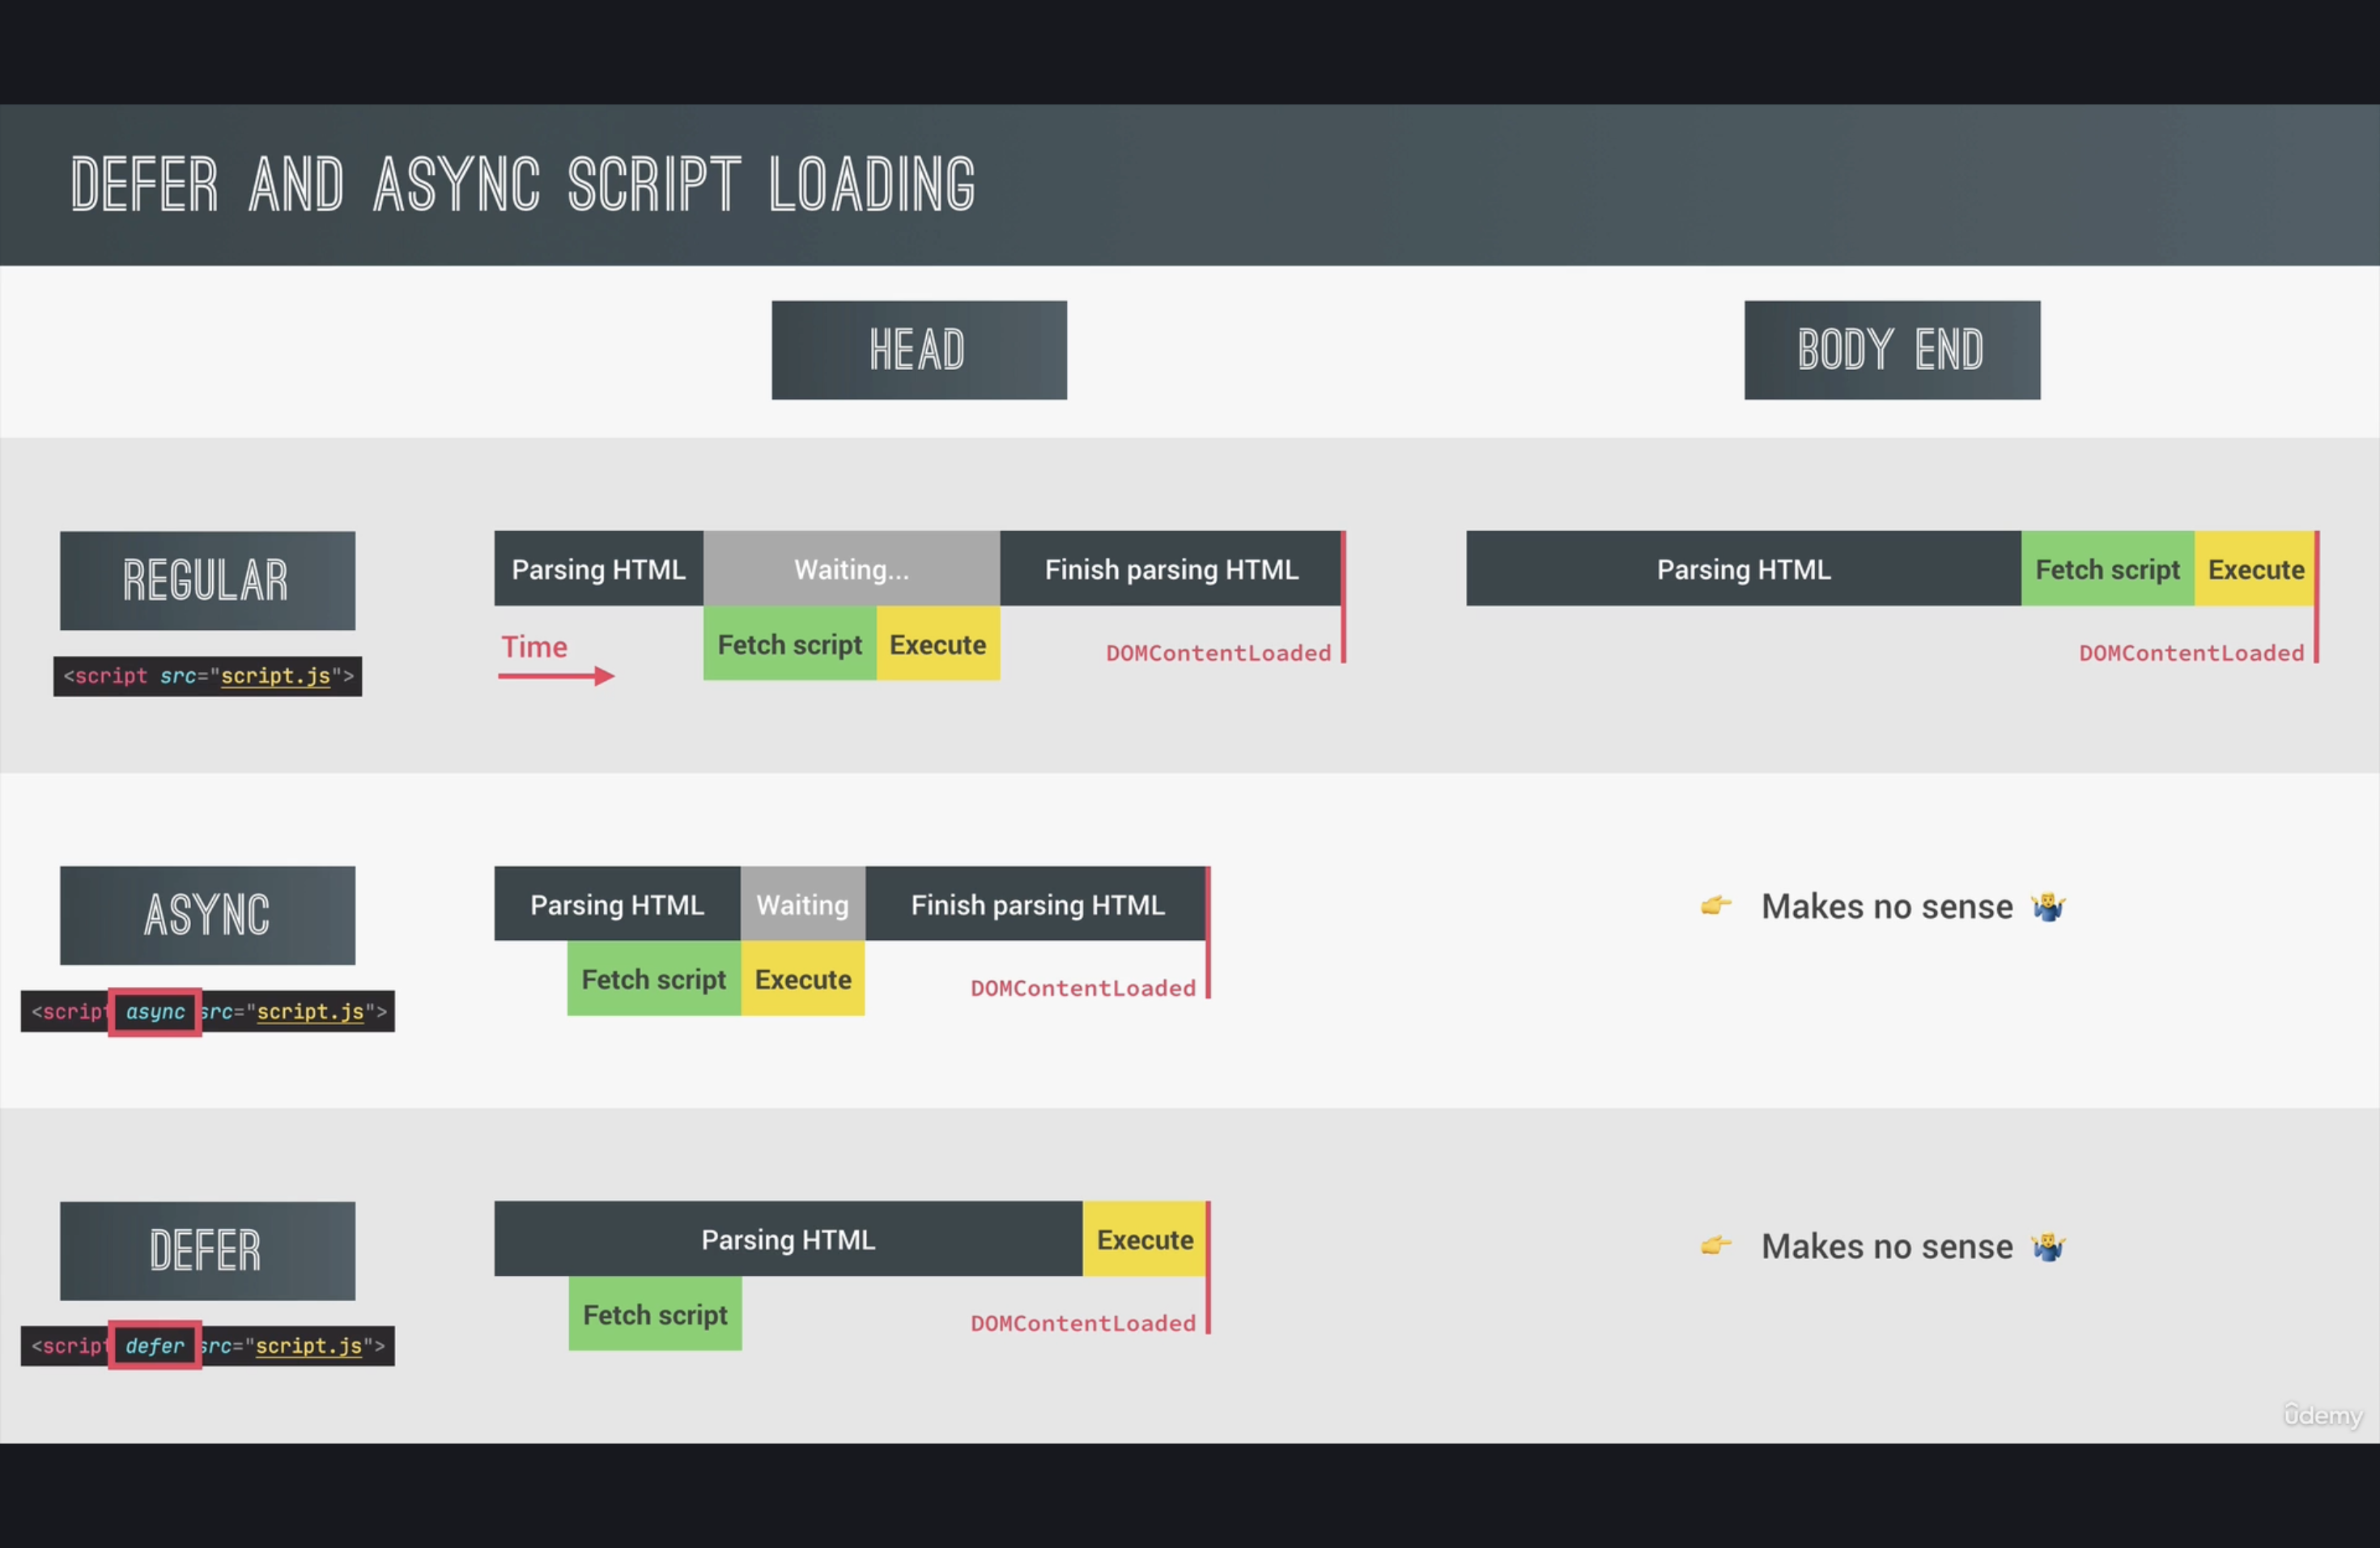 DEFER AND ASYNC SCRIPT LOADING
HEAD
BODY END
REGULAR
<script src="script.js">
Parsing HTML
Waiting...
Finish parsing HTML
Time
Fetch script
Execute
DOMContentLoaded
Parsing HTML
Fetch script
Execute
DOMContentLoaded
ASYNC
<script async src="script.js">
Parsing HTML
Waiting
Finish parsing HTML
Fetch script
Execute
DOMContentLoaded
Makes no sense
DEFER
<script defer src="script.js">
Parsing HTML
Execute
Fetch script
DOMContentLoaded
Makes no sense
ûdemy